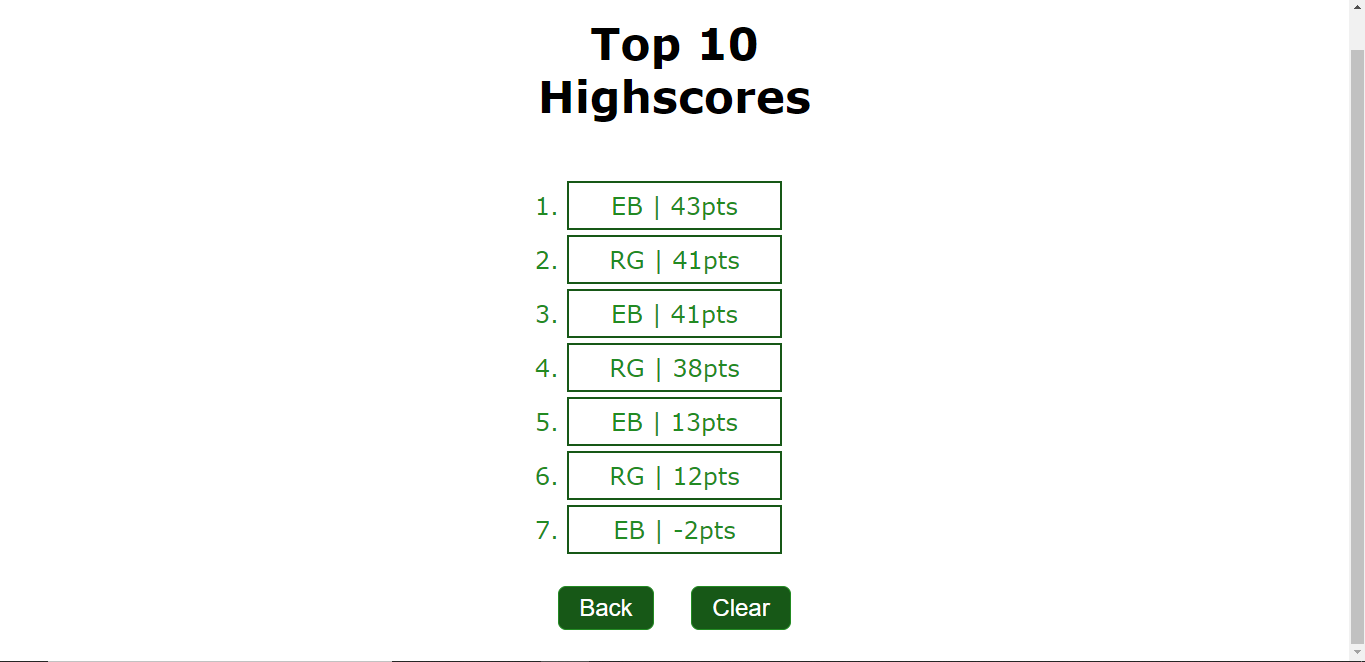 Top 10
Highscores
1. EB | 43pts
2. RG | 41pts
3. EB | 41pts
4. RG | 38pts
5. EB | 13pts
6. RG | 12pts
7. EB | -2pts
Back Clear